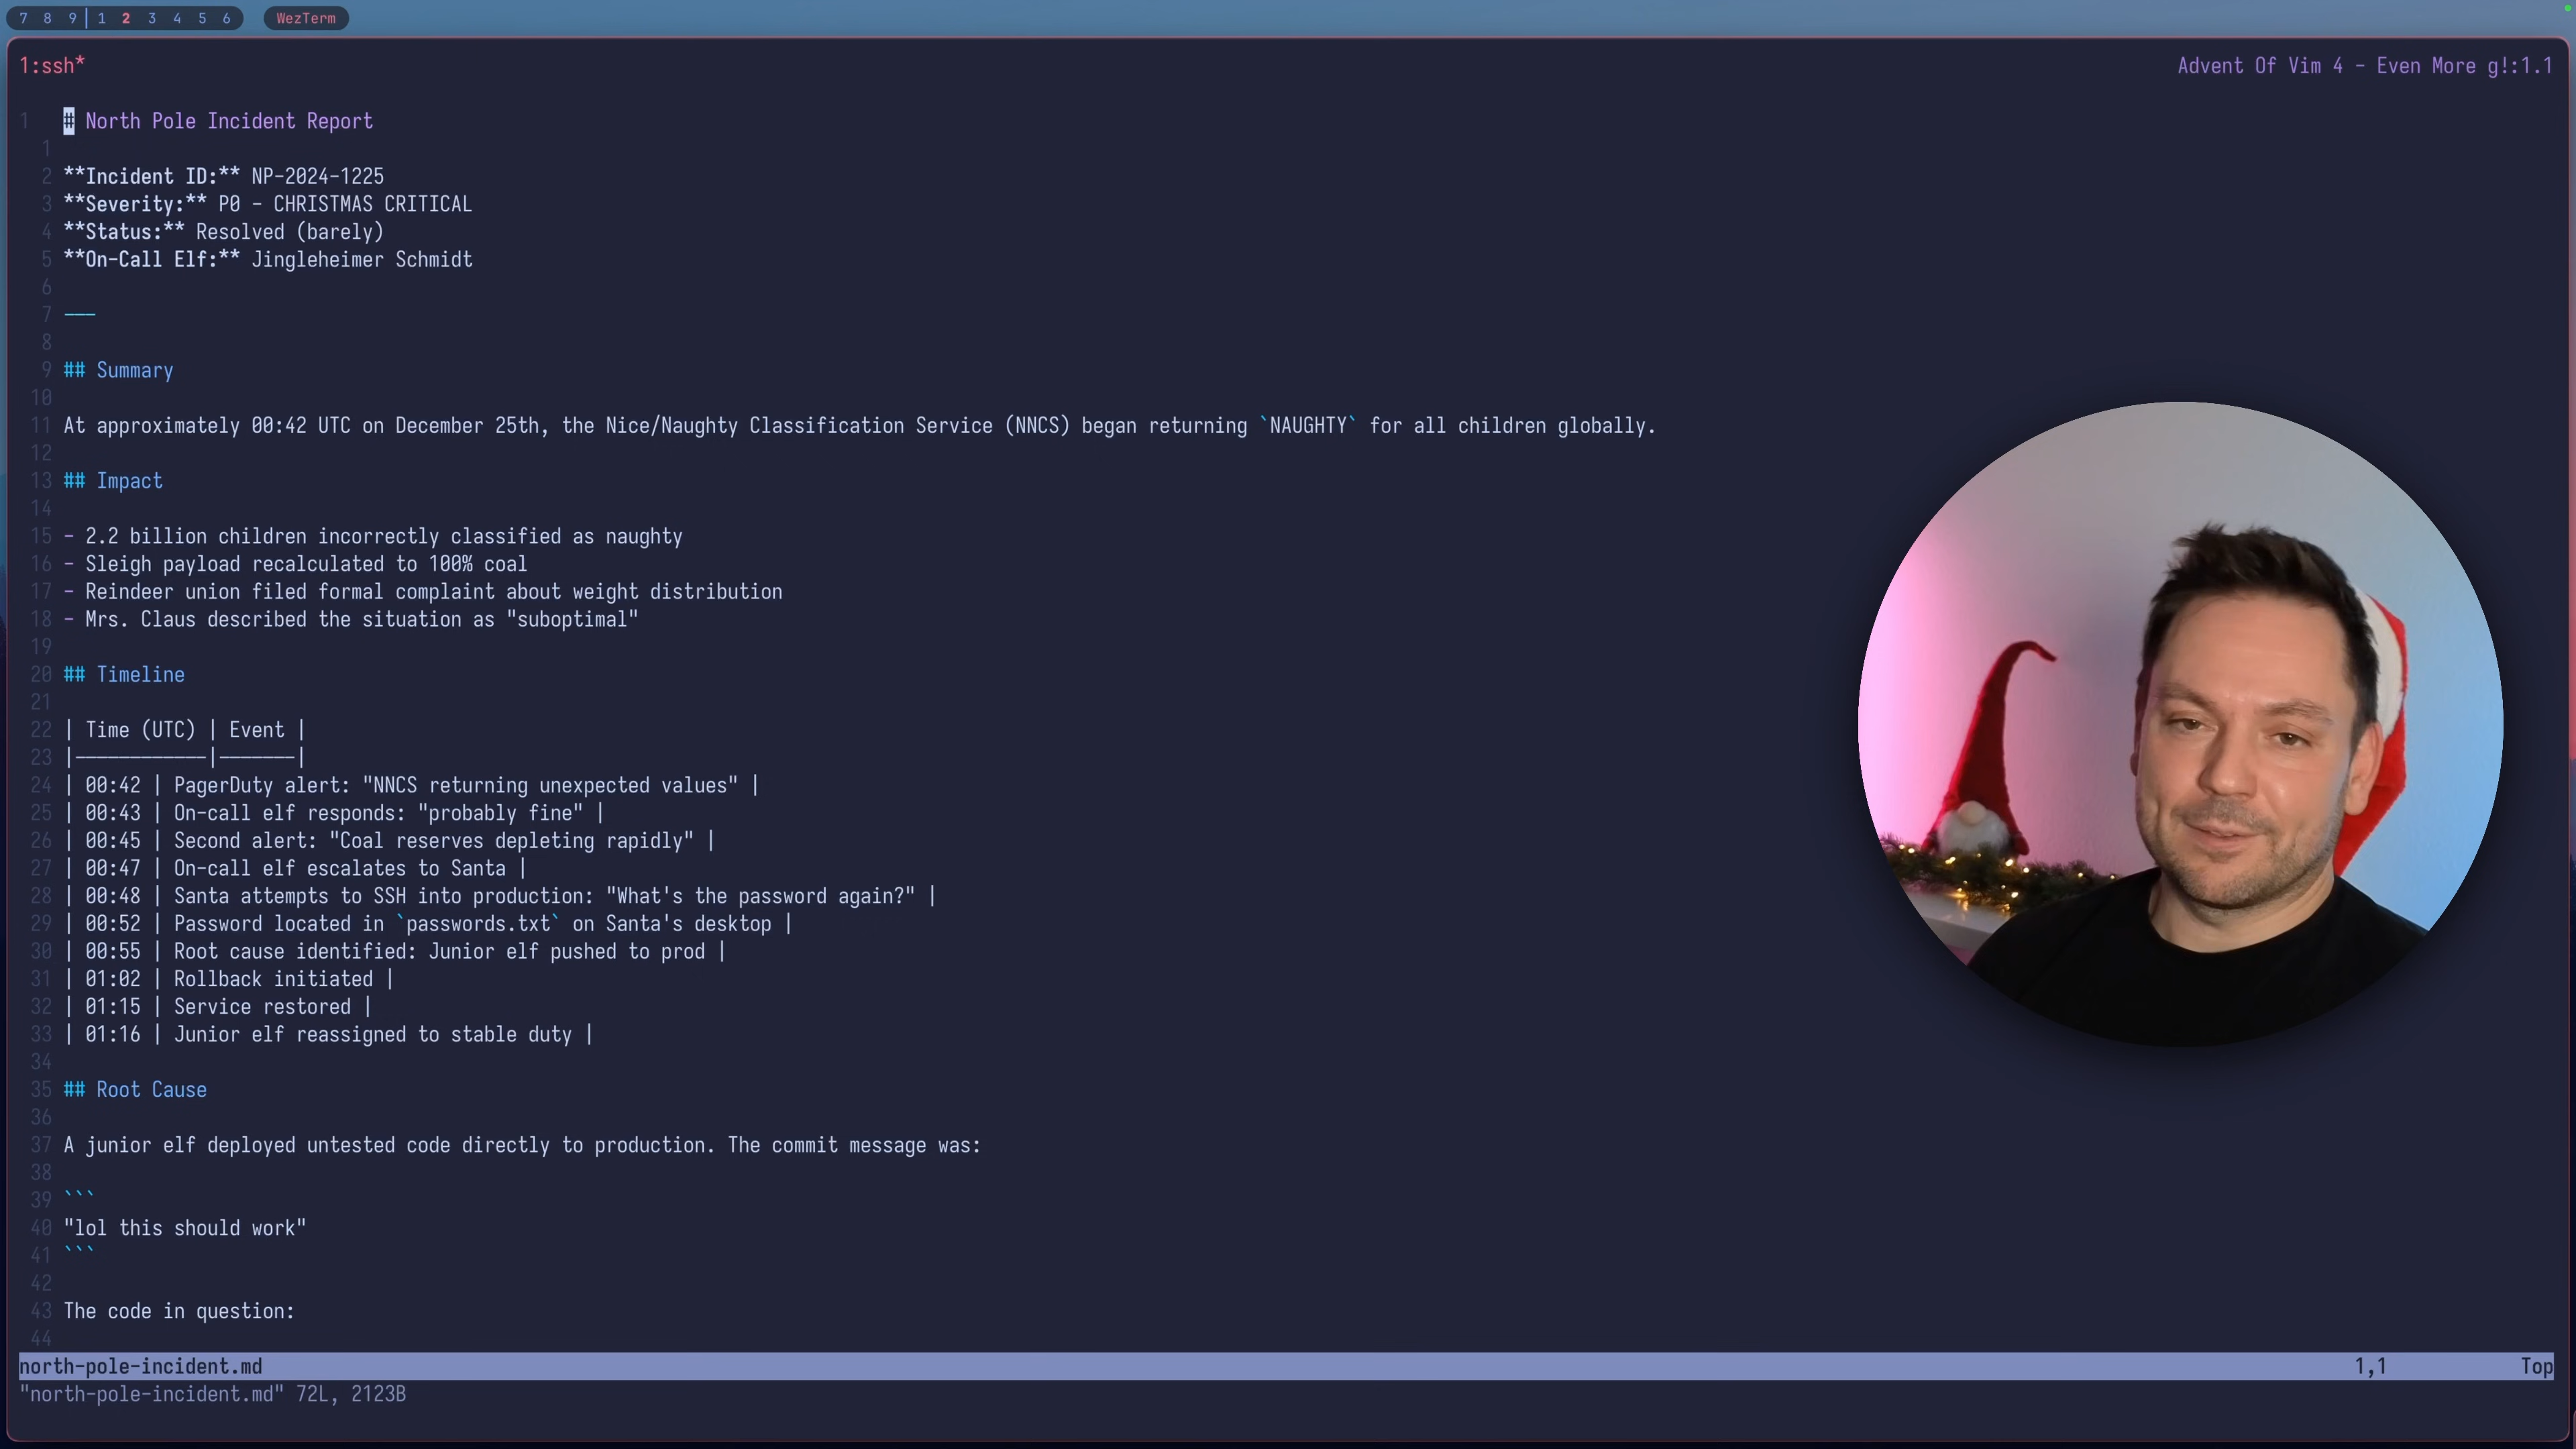 7 8 9 | 1 2 3 4 5 6 WezTerm
1:ssh* Advent Of Vim 4 - Even More g!:1.1
1 # North Pole Incident Report
1
2 **Incident ID:** NP-2024-1225
3 **Severity:** P0 - CHRISTMAS CRITICAL
4 **Status:** Resolved (barely)
5 **On-Call Elf:** Jingleheimer Schmidt
6
7 ---
8
9 ## Summary
10
11 At approximately 00:42 UTC on December 25th, the Nice/Naughty Classification Service (NNCS) began returning `NAUGHTY` for all children globally.
12
13 ## Impact
14
15 - 2.2 billion children incorrectly classified as naughty
16 - Sleigh payload recalculated to 100% coal
17 - Reindeer union filed formal complaint about weight distribution
18 - Mrs. Claus described the situation as "suboptimal"
19
20 ## Timeline
21
22 | Time (UTC) | Event |
23 |------------|-------|
24 | 00:42 | PagerDuty alert: "NNCS returning unexpected values" |
25 | 00:43 | On-call elf responds: "probably fine" |
26 | 00:45 | Second alert: "Coal reserves depleting rapidly" |
27 | 00:47 | On-call elf escalates to Santa |
28 | 00:48 | Santa attempts to SSH into production: "What's the password again?" |
29 | 00:52 | Password located in `passwords.txt` on Santa's desktop |
30 | 00:55 | Root cause identified: Junior elf pushed to prod |
31 | 01:02 | Rollback initiated |
32 | 01:15 | Service restored |
33 | 01:16 | Junior elf reassigned to stable duty |
34
35 ## Root Cause
36
37 A junior elf deployed untested code directly to production. The commit message was:
38
39 ```
40 "lol this should work"
41 ```
42
43 The code in question:
44
north-pole-incident.md 1,1 Top
"north-pole-incident.md" 72L, 2123B